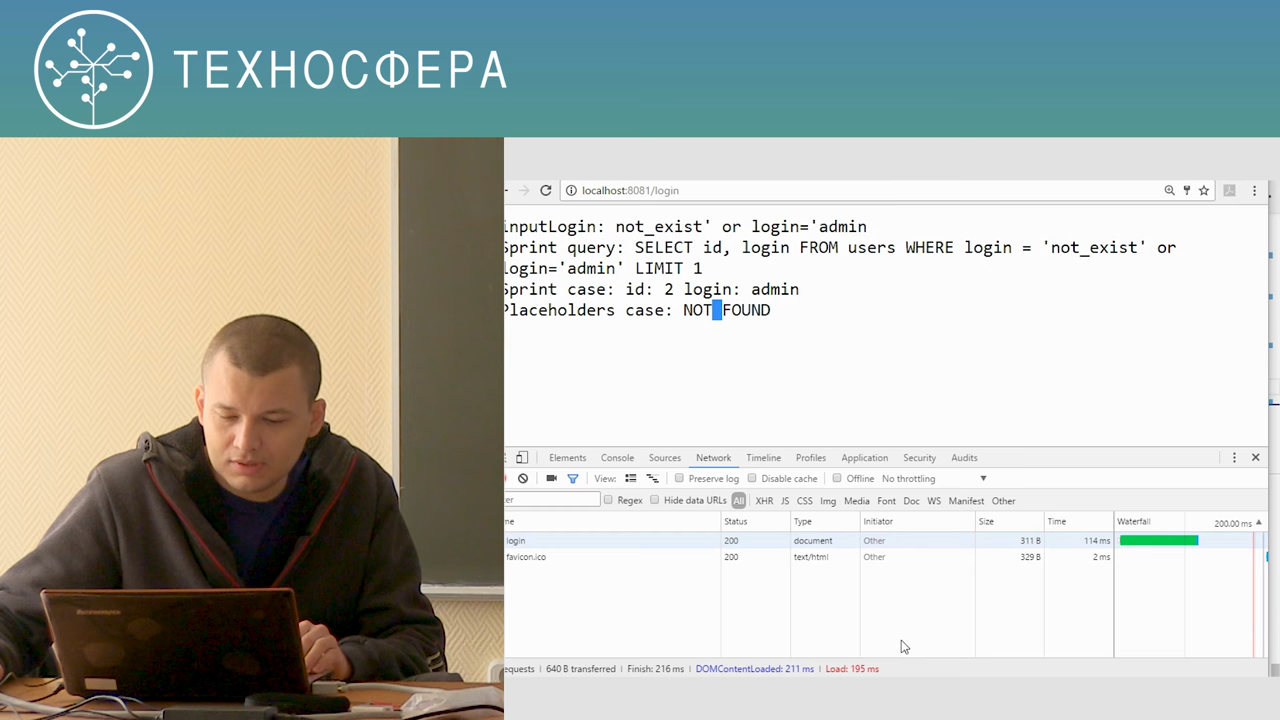 ТЕХНОСФЕРА
localhost:8081/login
inputLogin: not_exist' or login='admin
Sprint query: SELECT id, login FROM users WHERE login = 'not_exist' or
login='admin' LIMIT 1
Sprint case: id: 2 login: admin
Placeholders case: NOT FOUND
Elements Console Sources Network Timeline Profiles Application Security Audits
View: Preserve log Disable cache Offline No throttling
Regex Hide data URLs All XHR JS CSS Img Media Font Doc WS Manifest Other
Status Type Initiator Size Time Waterfall 200.00 ms
login 200 document Other 311 B 114 ms
favicon.ico 200 text/html Other 329 B 2 ms
640 B transferred Finish: 216 ms DOMContentLoaded: 211 ms Load: 195 ms
Lenovo